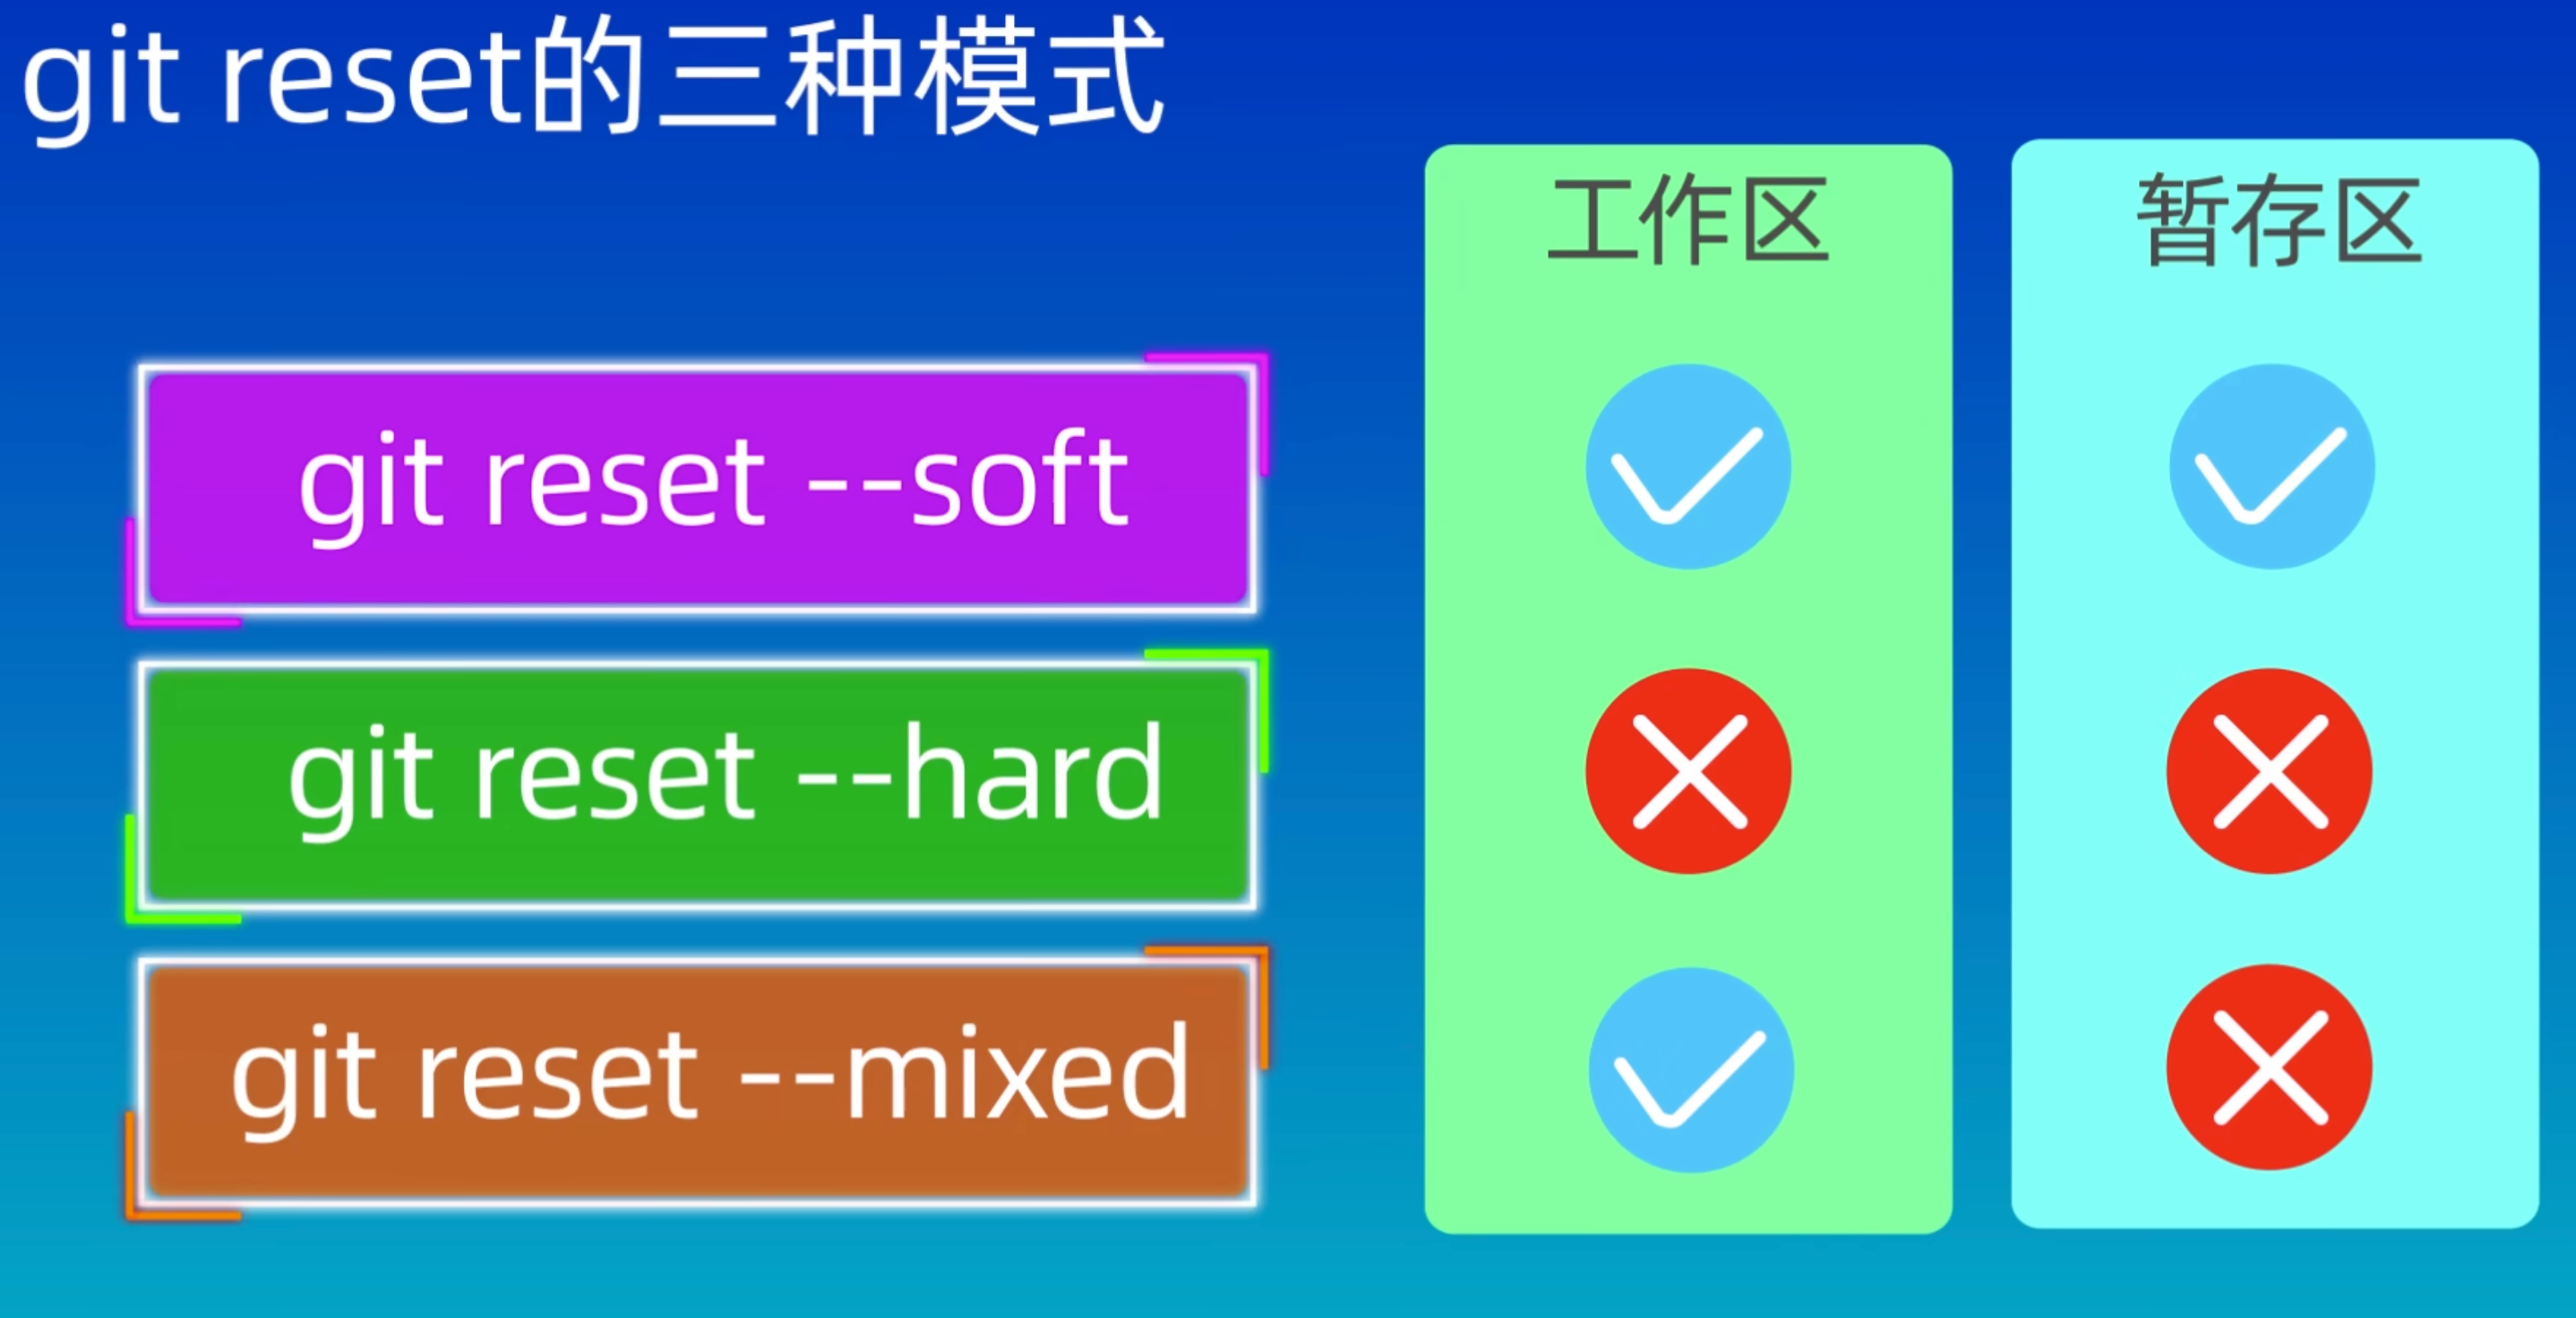 git reset的三种模式
工作区
暂存区
git reset --soft
git reset --hard
git reset --mixed